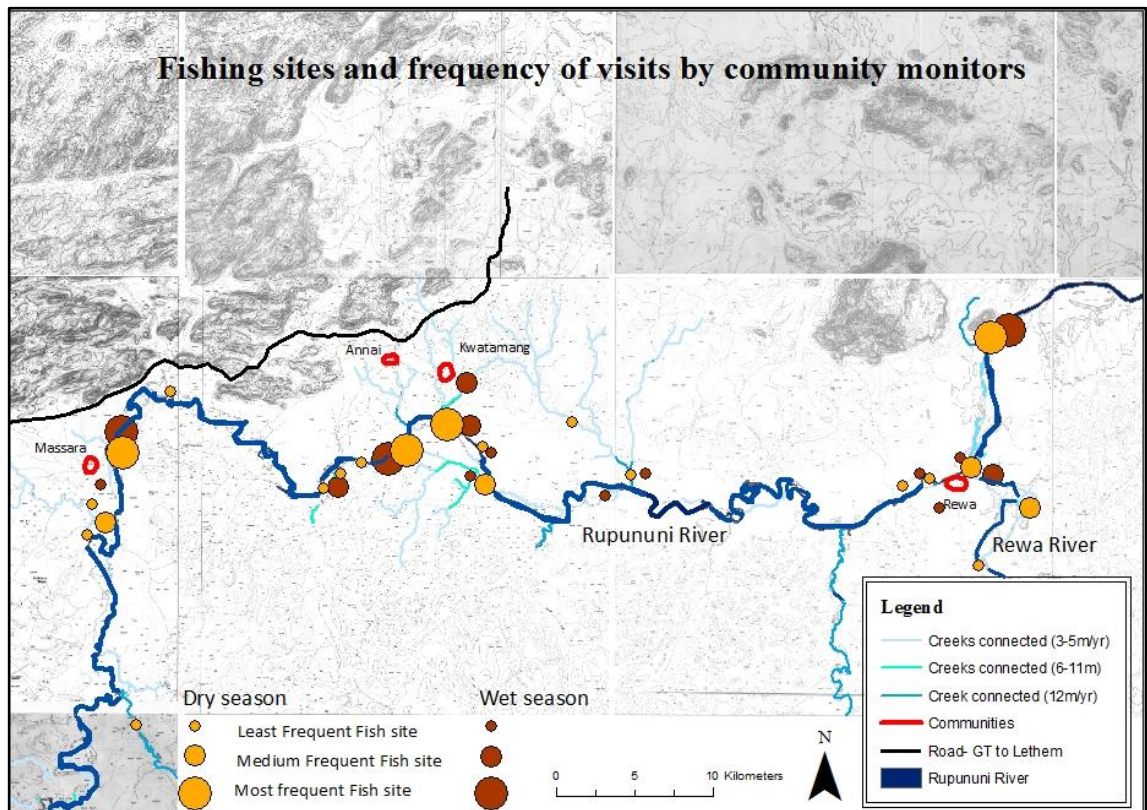 Fishing sites and frequency of visits by community monitors
Annai
Kwatamang
Massara
Rewa
Rupununi River
Rewa River
Legend
Creeks connected (3-5m/yr)
Creeks connected (6-11m)
Creek connected (12m/yr)
Communities
Road- GT to Lethem
Rupununi River
Dry season
Wet season
Least Frequent Fish site
Medium Frequent Fish site
Most frequent Fish site
0 5 10 Kilometers
N